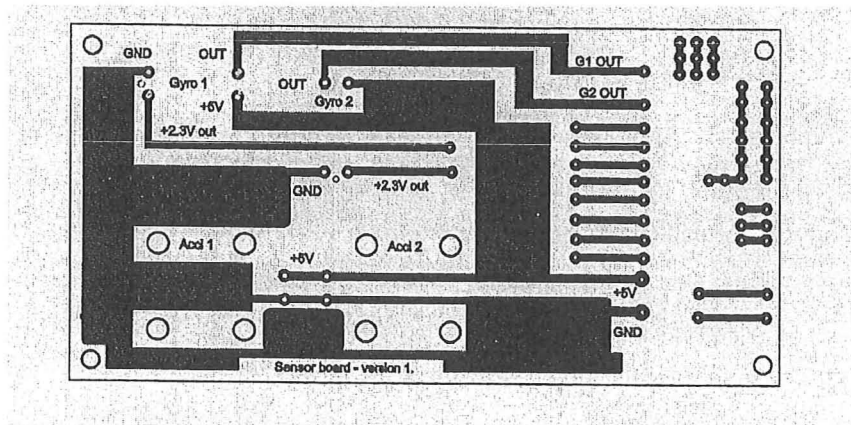 GND
OUT
Gyro 1
+5V
+2.3V out
OUT
Gyro 2
G1 OUT
G2 OUT
GND
+2.3V out
Accl 1
Accl 2
+5V
+5V
GND
Sensor board - version 1.